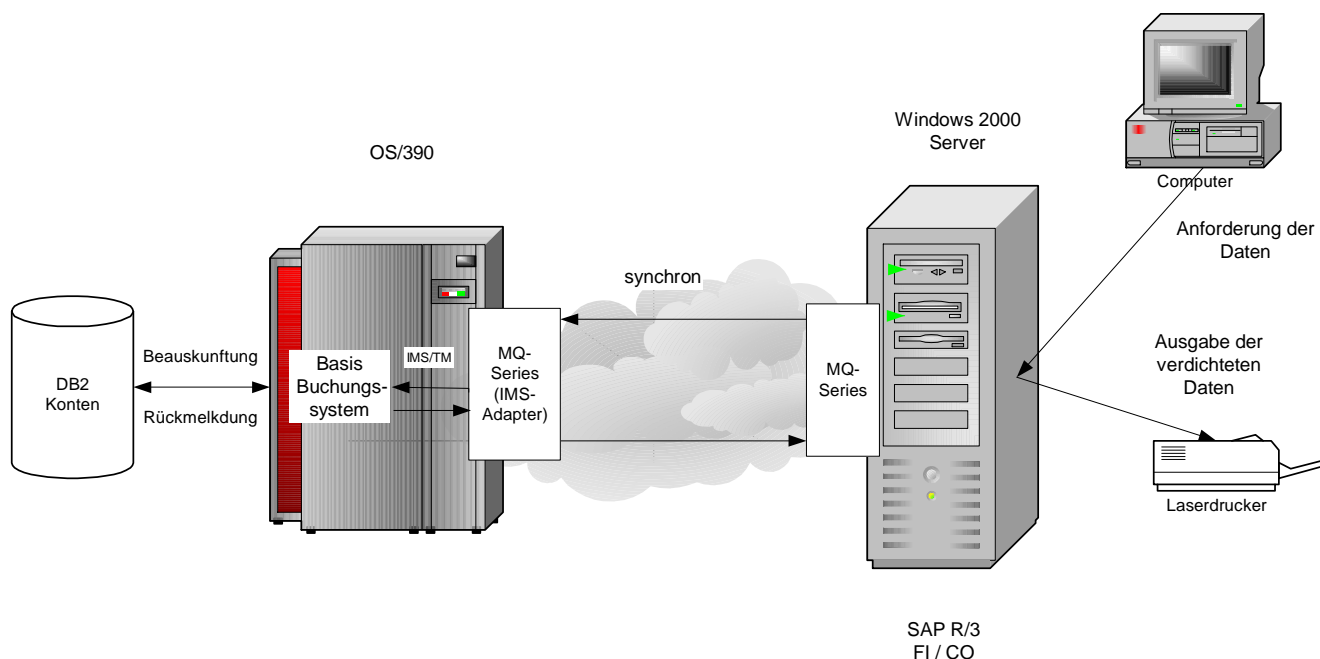 Windows 2000
Server
OS/390
Computer
Anforderung der
Daten
synchron
Beauskunftung
DB2
Konten
Rückmelkdung
Basis
Buchungs-
system
IMS/TM
MQ-
Series
(IMS-
Adapter)
MQ-
Series
Ausgabe der
verdichteten
Daten
Laserdrucker
SAP R/3
FI / CO